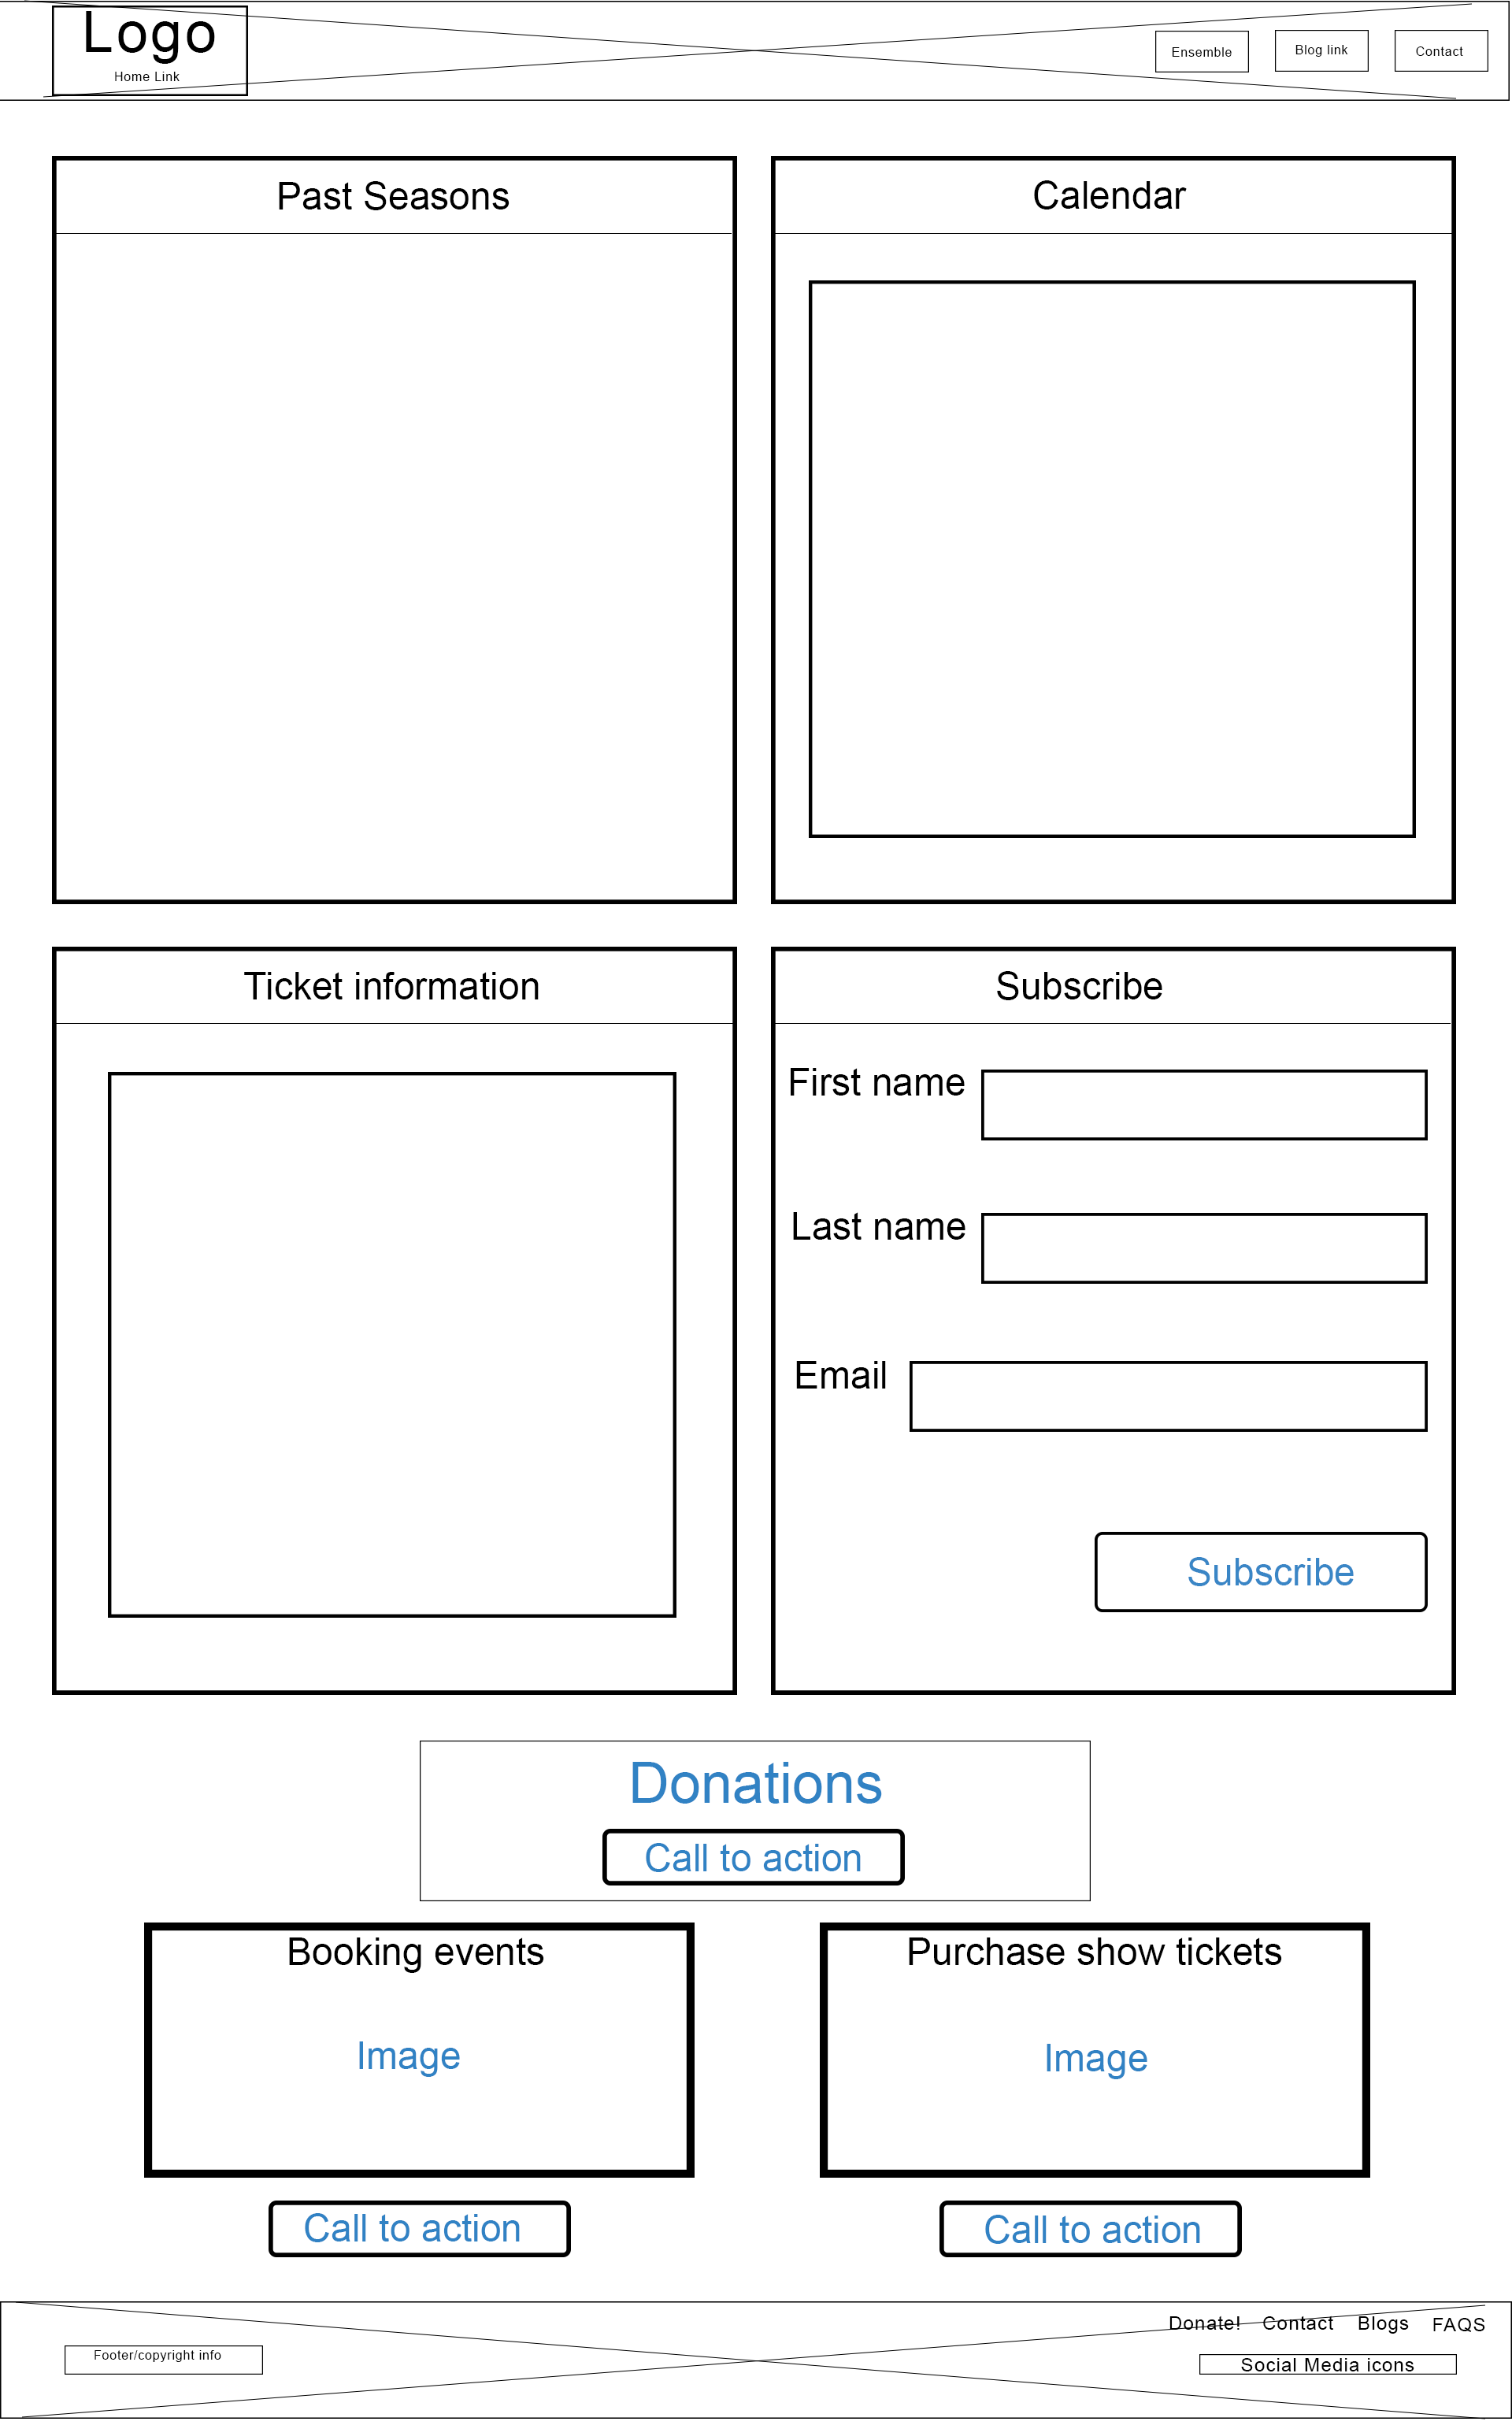 Logo
Home Link
Ensemble
Blog link
Contact
Past Seasons
Calendar
Ticket information
Subscribe
First name
Last name
Email
Subscribe
Donations
Call to action
Booking events
Image
Purchase show tickets
Image
Call to action
Call to action
Donate! Contact Blogs FAQS
Footer/copyright info
Social Media icons